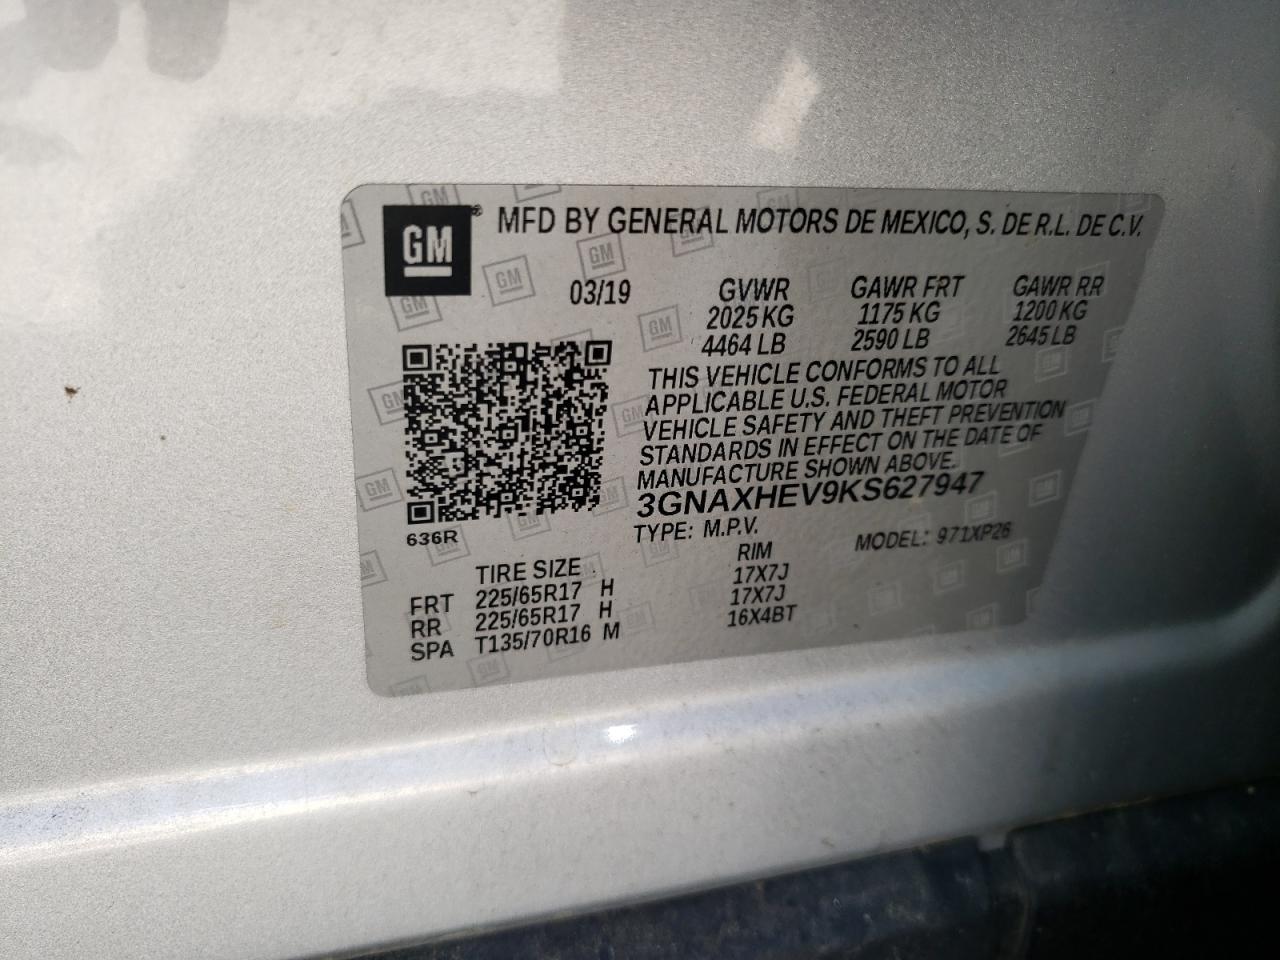 GM ® MFD BY GENERAL MOTORS DE MEXICO, S. DE R.L. DE C.V.
03/19 GVWR GAWR FRT GAWR RR
2025 KG 1175 KG 1200 KG
4464 LB 2590 LB 2645 LB
THIS VEHICLE CONFORMS TO ALL
APPLICABLE U.S. FEDERAL MOTOR
VEHICLE SAFETY AND THEFT PREVENTION
STANDARDS IN EFFECT ON THE DATE OF
MANUFACTURE SHOWN ABOVE.
3GNAXHEV9KS627947
636R
TYPE: M.P.V. MODEL: 971XP26
TIRE SIZE RIM
FRT 225/65R17 H 17X7J
RR 225/65R17 H 17X7J
SPA T135/70R16 M 16X4BT